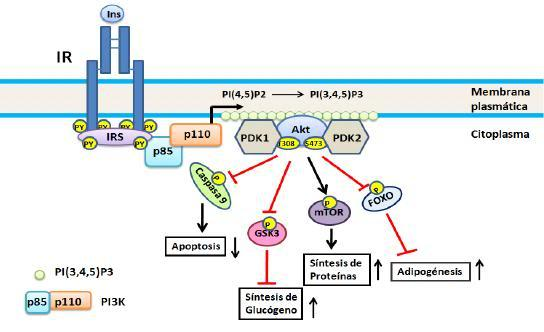 Ins
IR
PI(4,5)P2 → PI(3,4,5)P3
Membrana
plasmática
Citoplasma
PY PY PY PY
PY PY
IRS
p85
p110
PDK1
Akt
PDK2
T308 S473
P
Caspasa 9
P
GSK3
P
mTOR
P
FOXO
Apoptosis ↓
Síntesis de
Glucógeno ↑
Síntesis de
Proteínas ↑
Adipogénesis ↑
PI(3,4,5)P3
p85 p110 PI3K